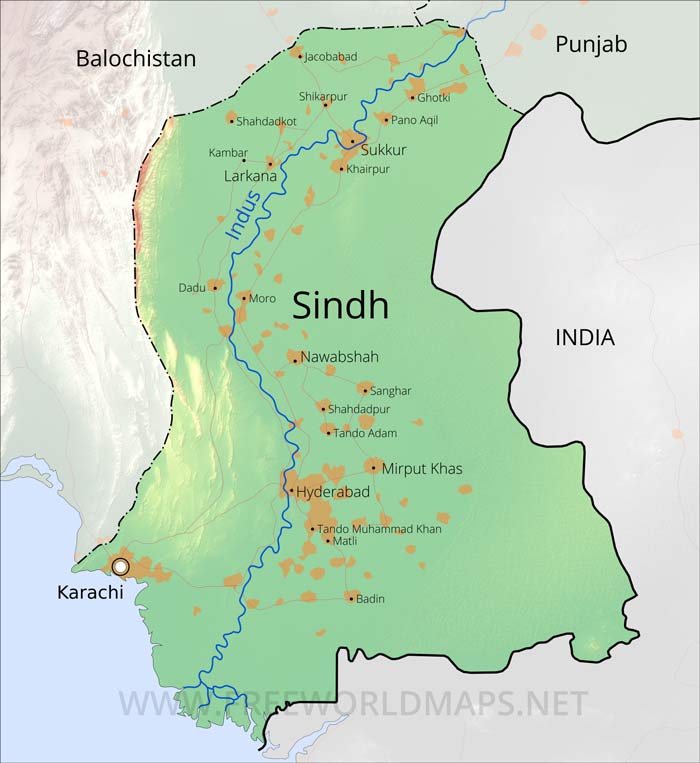 Balochistan
Punjab
Jacobabad
Shikarpur
Ghotki
Shahdadkot
Pano Aqil
Sukkur
Kambar
Larkana
Khairpur
Indus
Dadu
Moro
Sindh
INDIA
Nawabshah
Sanghar
Shahdadpur
Tando Adam
Mirput Khas
Hyderabad
Tando Muhammad Khan
Matli
Karachi
Badin
WWW.FREEWORLDMAPS.NET